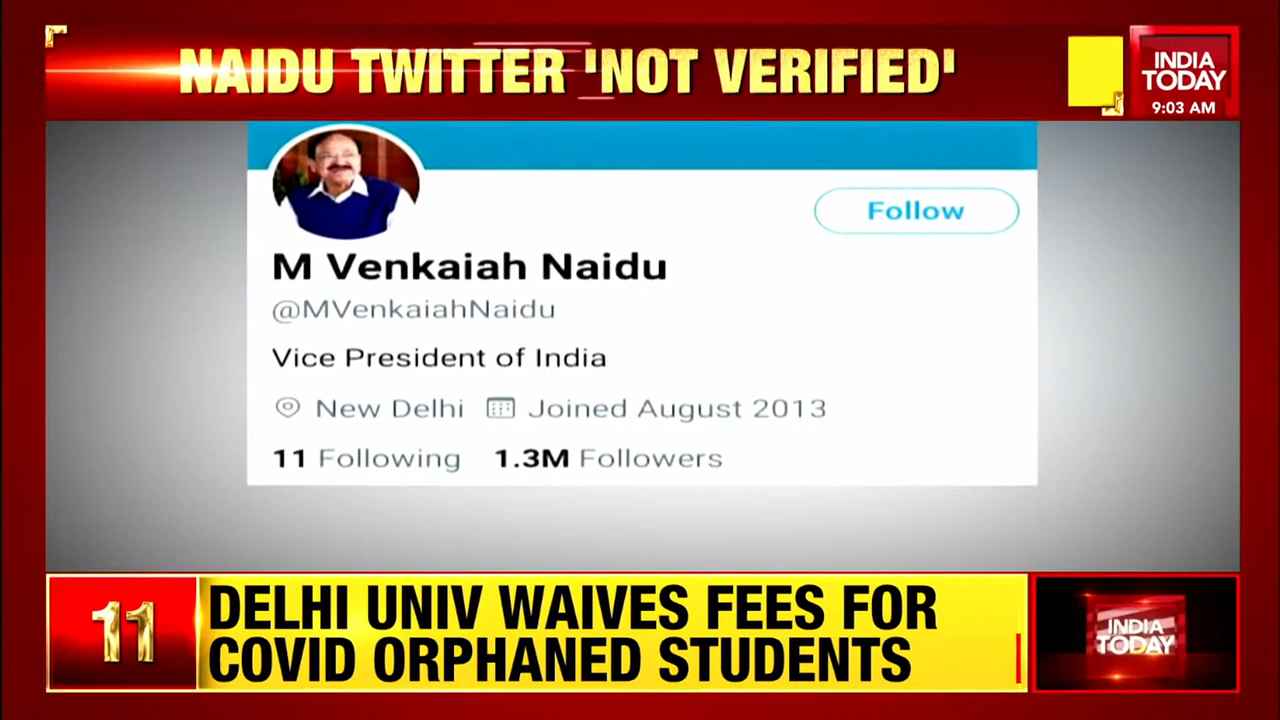 NAIDU TWITTER 'NOT VERIFIED'
INDIA
TODAY
9:03 AM
Follow
M Venkaiah Naidu
@MVenkaiahNaidu
Vice President of India
New Delhi Joined August 2013
11 Following 1.3M Followers
11
DELHI UNIV WAIVES FEES FOR
COVID ORPHANED STUDENTS
INDIA
TODAY